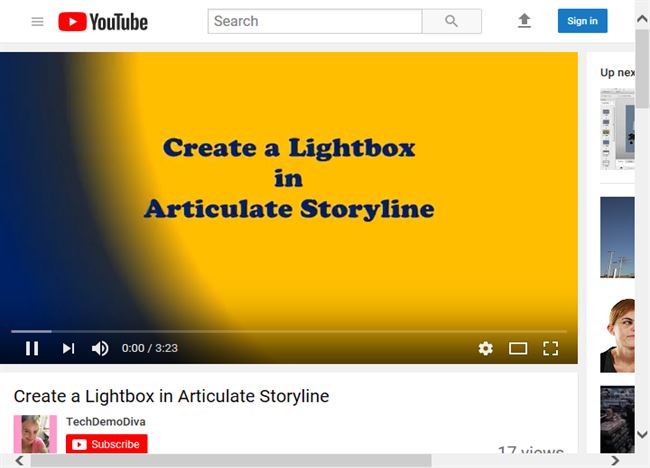 YouTube
Search
Sign in
Create a Lightbox
in
Articulate Storyline
0:00 / 3:23
Up nex
Create a Lightbox in Articulate Storyline
TechDemoDiva
Subscribe
17 views